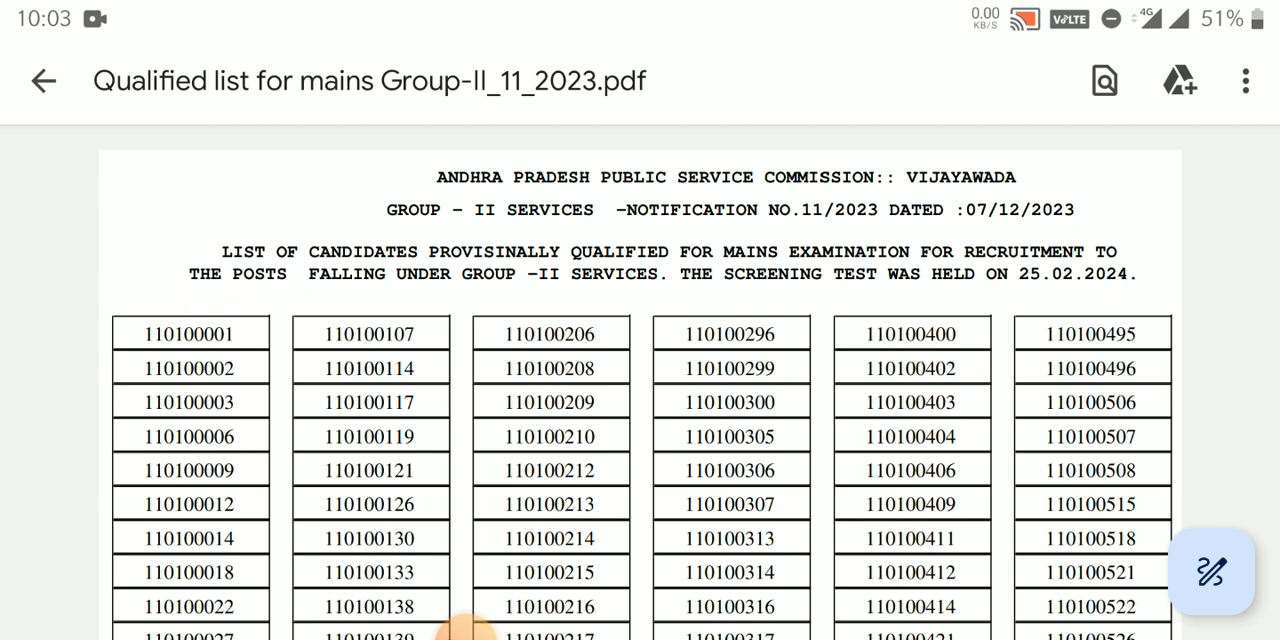 10:03
0.00
KB/S
VoLTE
4G
51%
Qualified list for mains Group-II_11_2023.pdf
ANDHRA PRADESH PUBLIC SERVICE COMMISSION:: VIJAYAWADA
GROUP – II SERVICES –NOTIFICATION NO.11/2023 DATED :07/12/2023
LIST OF CANDIDATES PROVISINALLY QUALIFIED FOR MAINS EXAMINATION FOR RECRUITMENT TO
THE POSTS FALLING UNDER GROUP –II SERVICES. THE SCREENING TEST WAS HELD ON 25.02.2024.
110100001 110100107 110100206 110100296 110100400 110100495
110100002 110100114 110100208 110100299 110100402 110100496
110100003 110100117 110100209 110100300 110100403 110100506
110100006 110100119 110100210 110100305 110100404 110100507
110100009 110100121 110100212 110100306 110100406 110100508
110100012 110100126 110100213 110100307 110100409 110100515
110100014 110100130 110100214 110100313 110100411 110100518
110100018 110100133 110100215 110100314 110100412 110100521
110100022 110100138 110100216 110100316 110100414 110100522